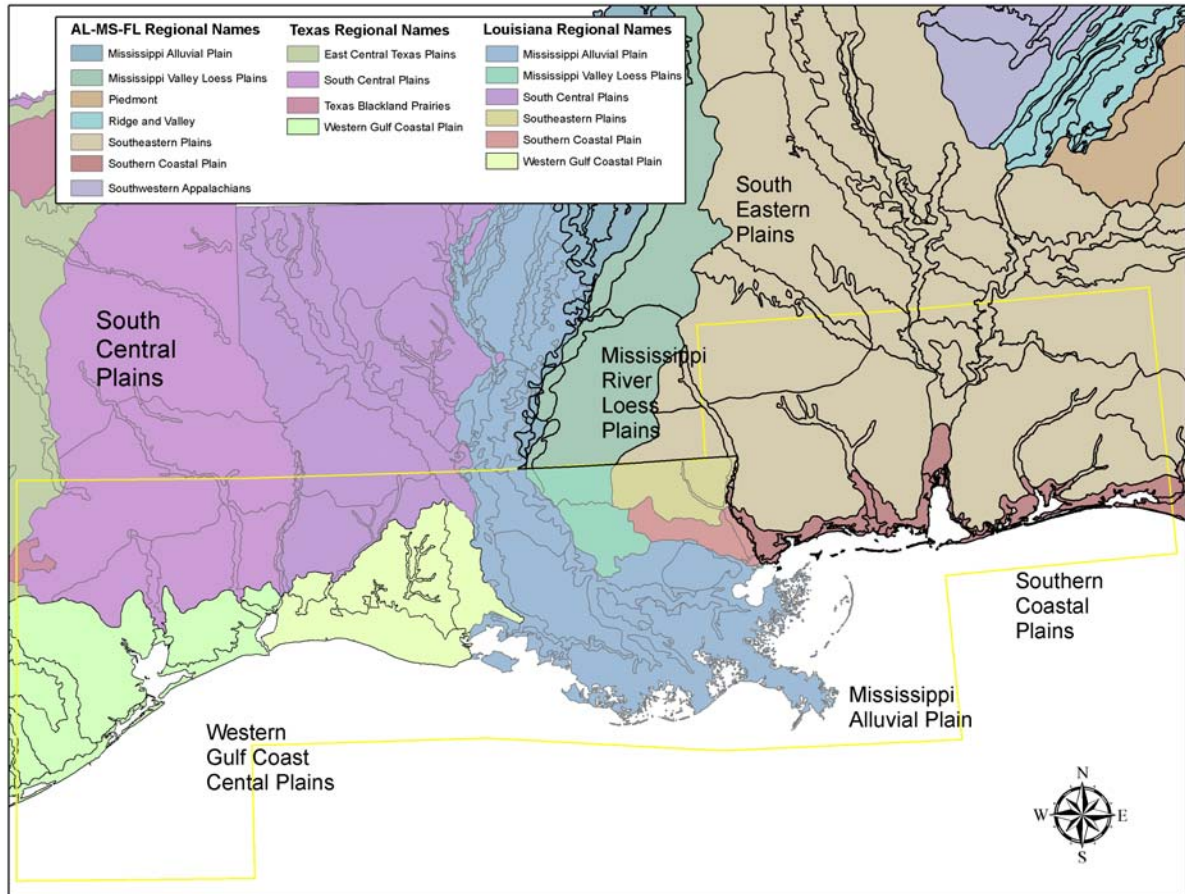 AL-MS-FL Regional Names
Mississippi Alluvial Plain
Mississippi Valley Loess Plains
Piedmont
Ridge and Valley
Southeastern Plains
Southern Coastal Plain
Southwestern Appalachians
Texas Regional Names
East Central Texas Plains
South Central Plains
Texas Blackland Prairies
Western Gulf Coastal Plain
Louisiana Regional Names
Mississippi Alluvial Plain
Mississippi Valley Loess Plains
South Central Plains
Southeastern Plains
Southern Coastal Plain
Western Gulf Coastal Plain
South
Eastern
Plains
South
Central
Plains
Mississippi
River
Loess
Plains
Southern
Coastal
Plains
Mississippi
Alluvial Plain
Western
Gulf Coast
Cental Plains
N
W
E
S